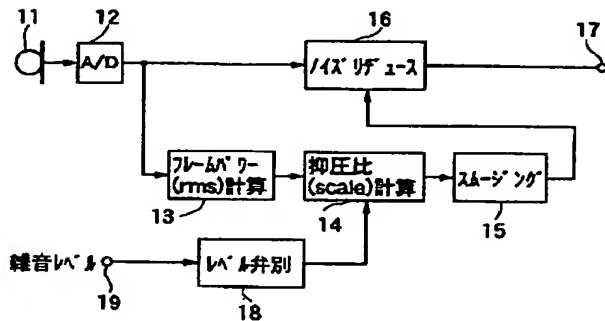 11
12
16
17
A/D
ノイズリデュース
フレームパワー
(rms)計算
抑圧比
(scale)計算
スムージング
13
14
15
雑音レベル
レベル弁別
19
18